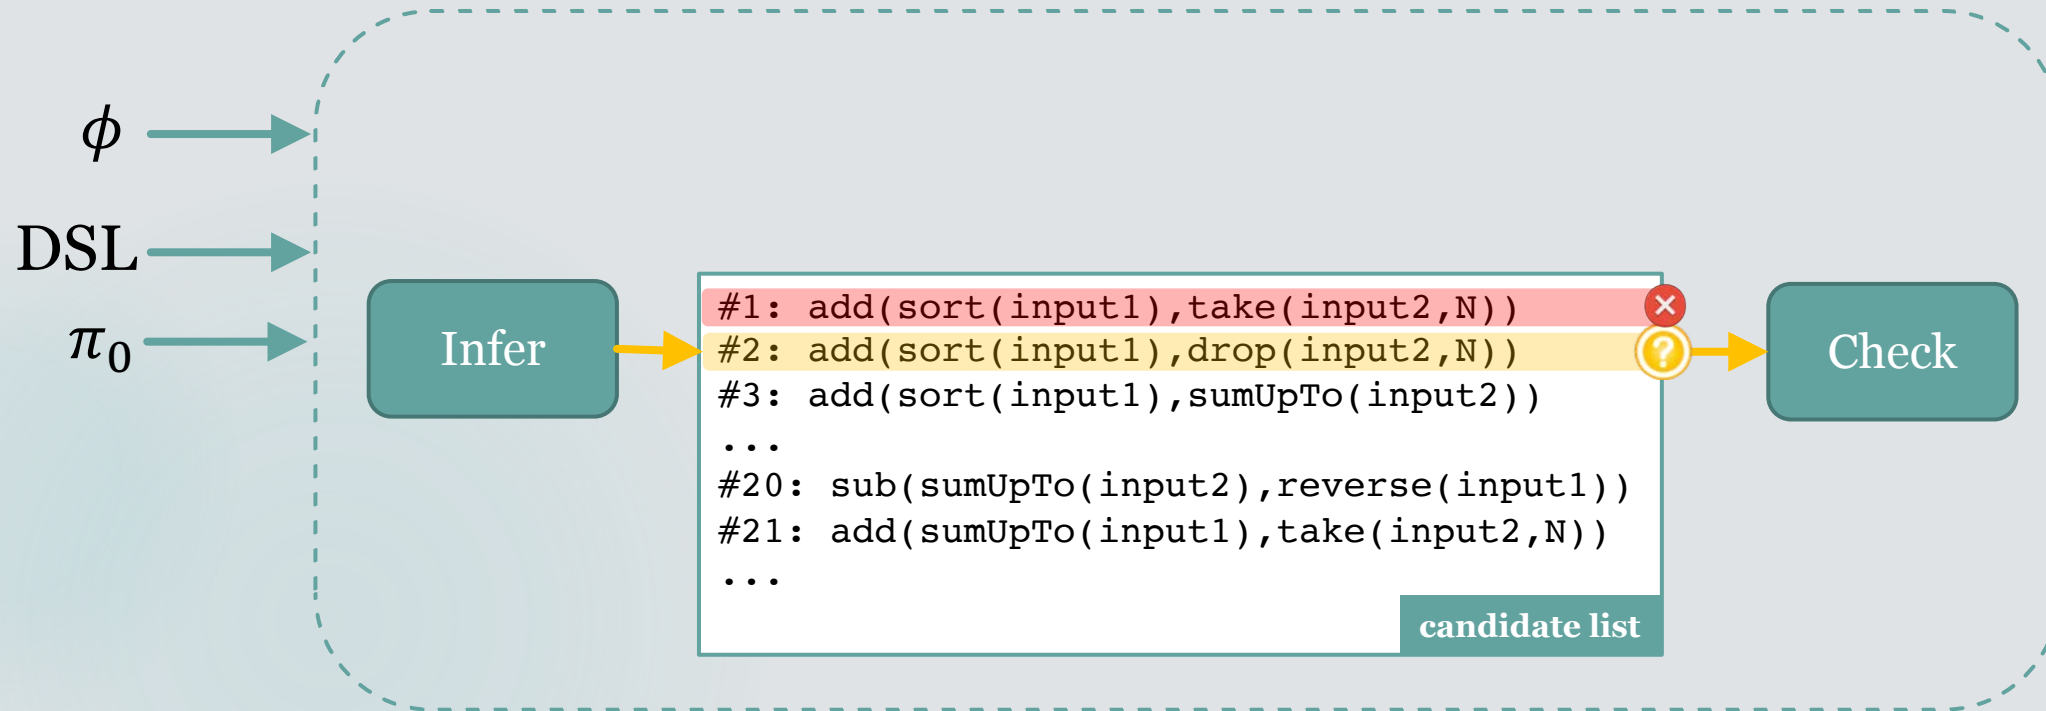 ϕ
DSL
π₀
Infer
#1: add(sort(input1),take(input2,N))
#2: add(sort(input1),drop(input2,N))
#3: add(sort(input1),sumUpTo(input2))
...
#20: sub(sumUpTo(input2),reverse(input1))
#21: add(sumUpTo(input1),take(input2,N))
...
candidate list
?
Check